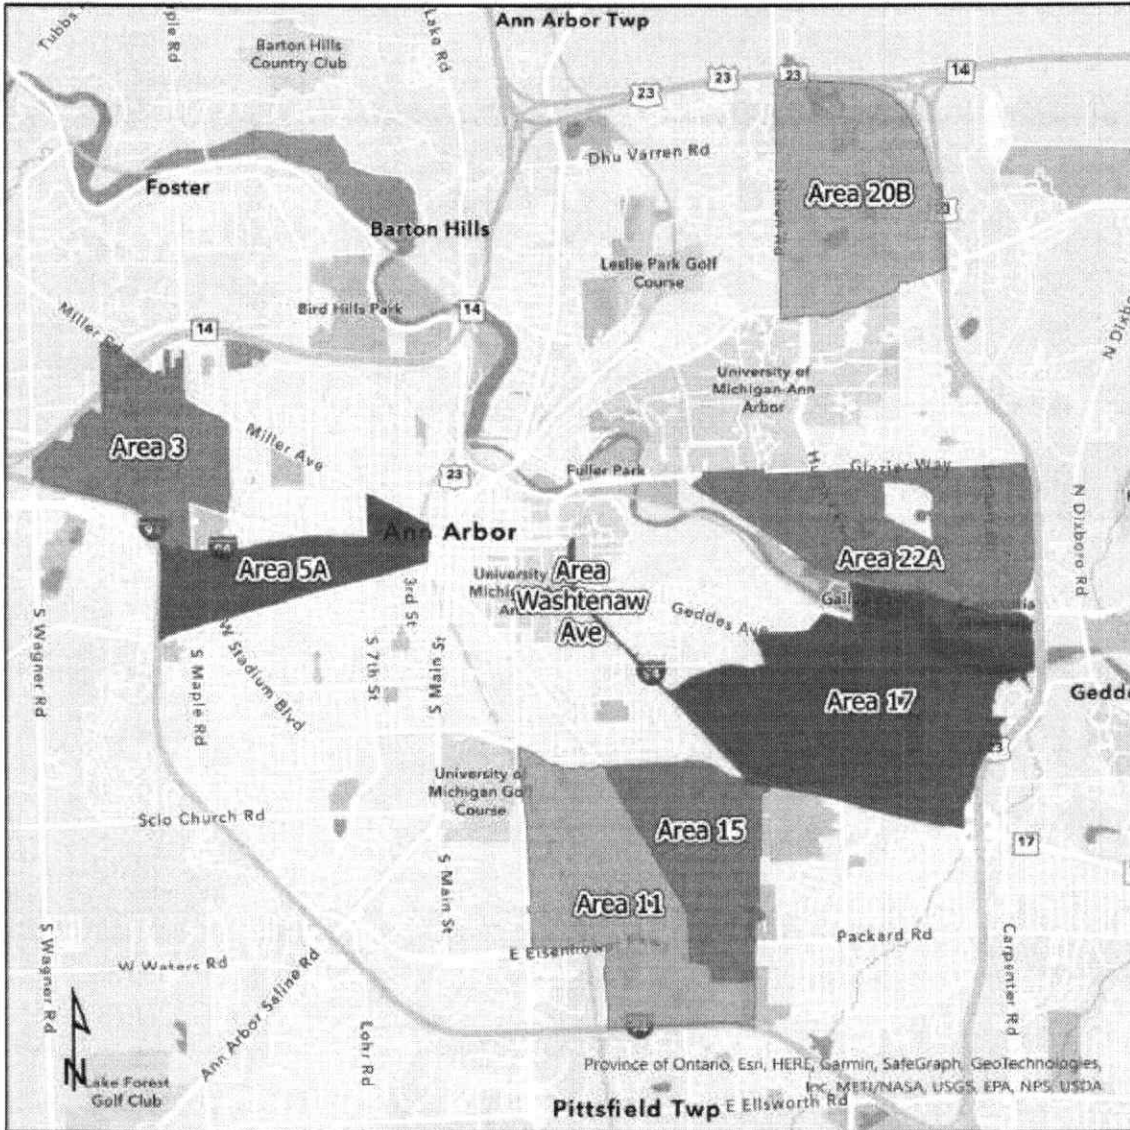 Ann Arbor Twp
Barton Hills
Country Club
Lake Rd
23
23
23
14
Dhu Varren Rd
Foster
Area 20B
Barton Hills
Leslie Park Golf
Course
Bird Hills Park
14
14
Miller Rd
University of
Michigan-Ann
Arbor
Area 3
Miller Ave
23
Fuller Park
Glazier Way
N Dixboro Rd
Ann Arbor
Area 5A
Area 22A
University
Area
Washtenaw
Ave
3rd St
Geddes Ave
S Wagner Rd
S Maple Rd
W Stadium Blvd
S 7th St
S Main St
Area 17
University of
Michigan Golf
Course
Scio Church Rd
Area 15
17
S Main St
Area 11
Packard Rd
E Eisenhower Pkwy
W Waters Rd
S Wagner Rd
Ann Arbor Saline Rd
Lohr Rd
Carpenter Rd
N
Lake Forest
Golf Club
Province of Ontario, Esri, HERE, Garmin, SafeGraph, GeoTechnologies,
Inc, METI/NASA, USGS, EPA, NPS, USDA
Pittsfield Twp
E Ellsworth Rd